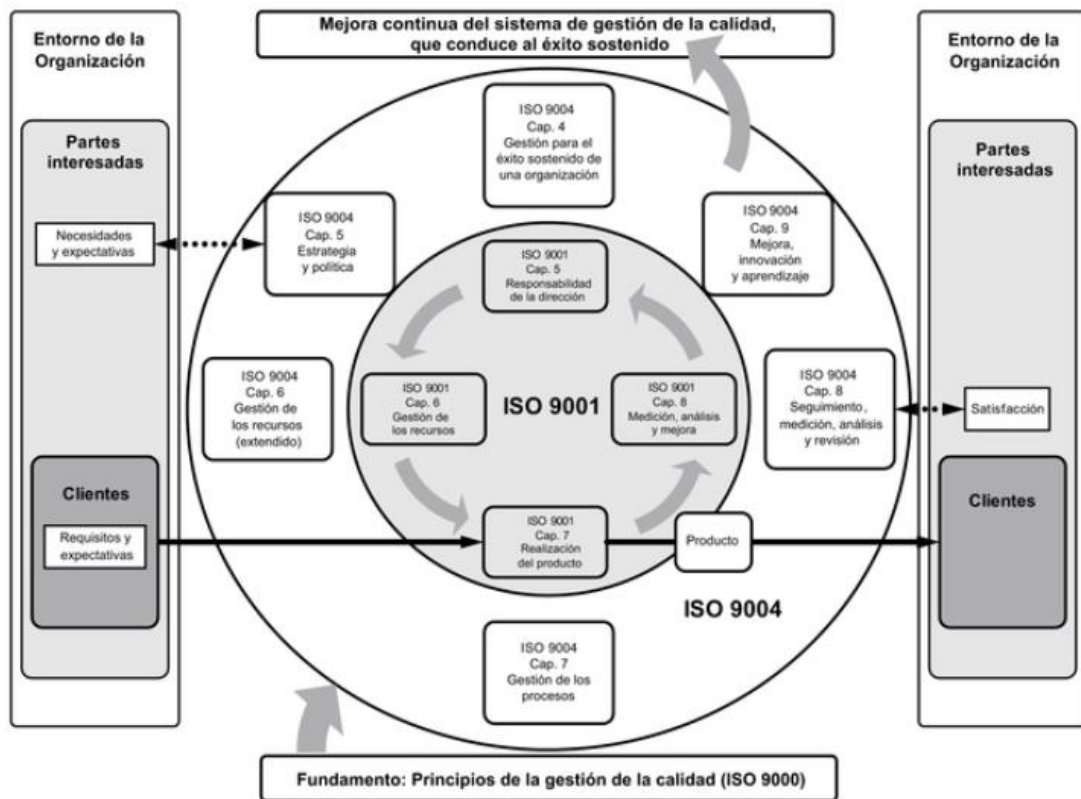 Mejora continua del sistema de gestión de la calidad,
que conduce al éxito sostenido
Entorno de la
Organización
Partes
interesadas
Necesidades
y expectativas
Clientes
Requisitos y
expectativas
ISO 9004
Cap. 4
Gestión para el
éxito sostenido de
una organización
ISO 9004
Cap. 5
Estrategia
y política
ISO 9004
Cap. 9
Mejora,
innovación
y aprendizaje
ISO 9001
Cap. 5
Responsabilidad
de la dirección
ISO 9004
Cap. 6
Gestión de
los recursos
(extendido)
ISO 9001
Cap. 6
Gestión de
los recursos
ISO 9001
ISO 9001
Cap. 8
Medición, análisis
y mejora
ISO 9004
Cap. 8
Seguimiento,
medición, análisis
y revisión
ISO 9001
Cap. 7
Realización
del producto
Producto
ISO 9004
ISO 9004
Cap. 7
Gestión de los
procesos
Entorno de la
Organización
Partes
interesadas
Satisfacción
Clientes
Fundamento: Principios de la gestión de la calidad (ISO 9000)